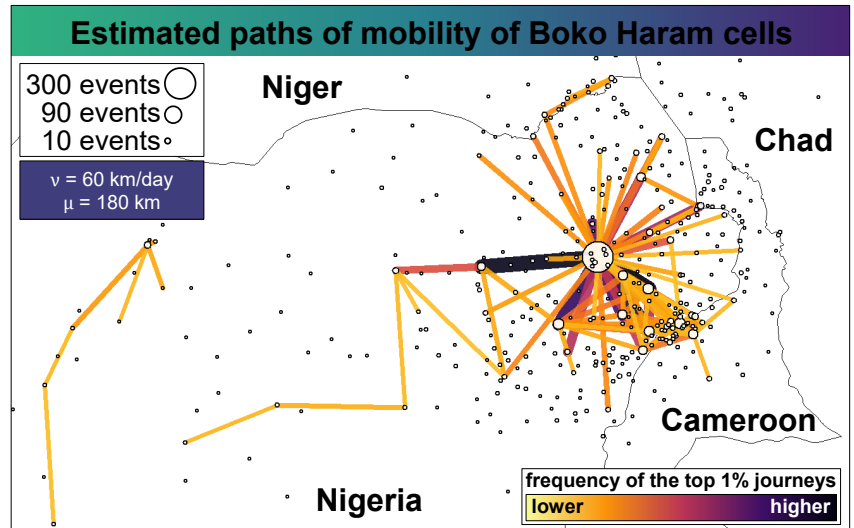 Estimated paths of mobility of Boko Haram cells
300 events
90 events
10 events
ν = 60 km/day
μ = 180 km
Niger
Chad
Cameroon
Nigeria
frequency of the top 1% journeys
lower higher